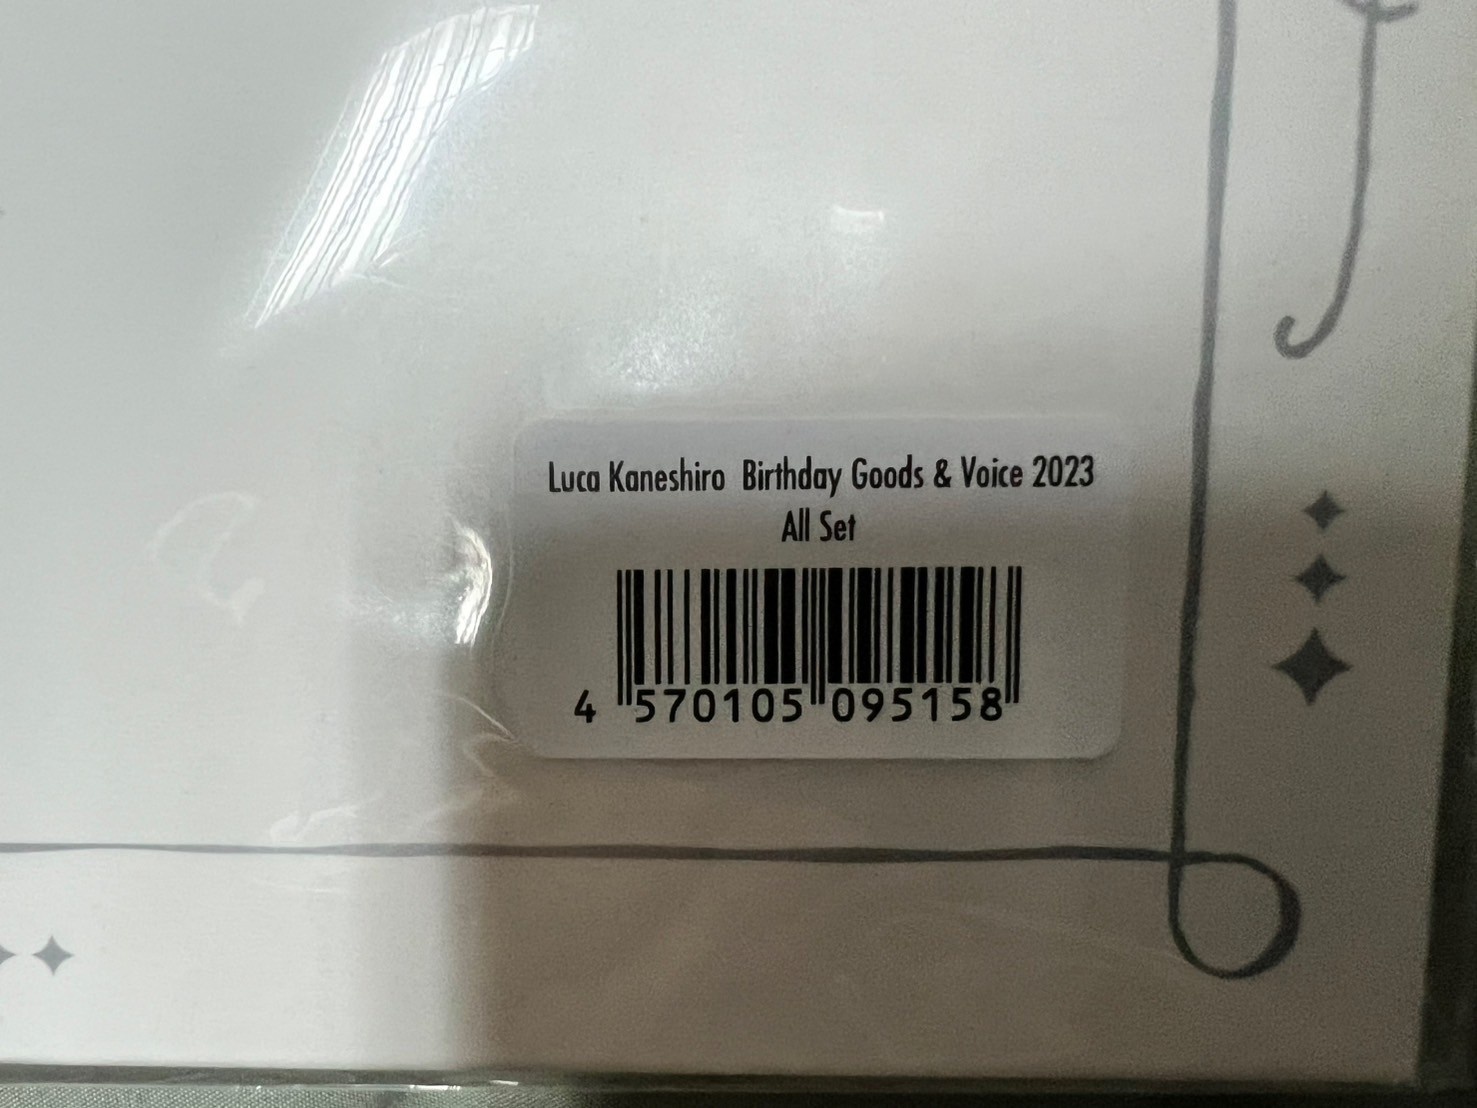 Luca Kaneshiro Birthday Goods & Voice 2023
All Set
4 570105 095158